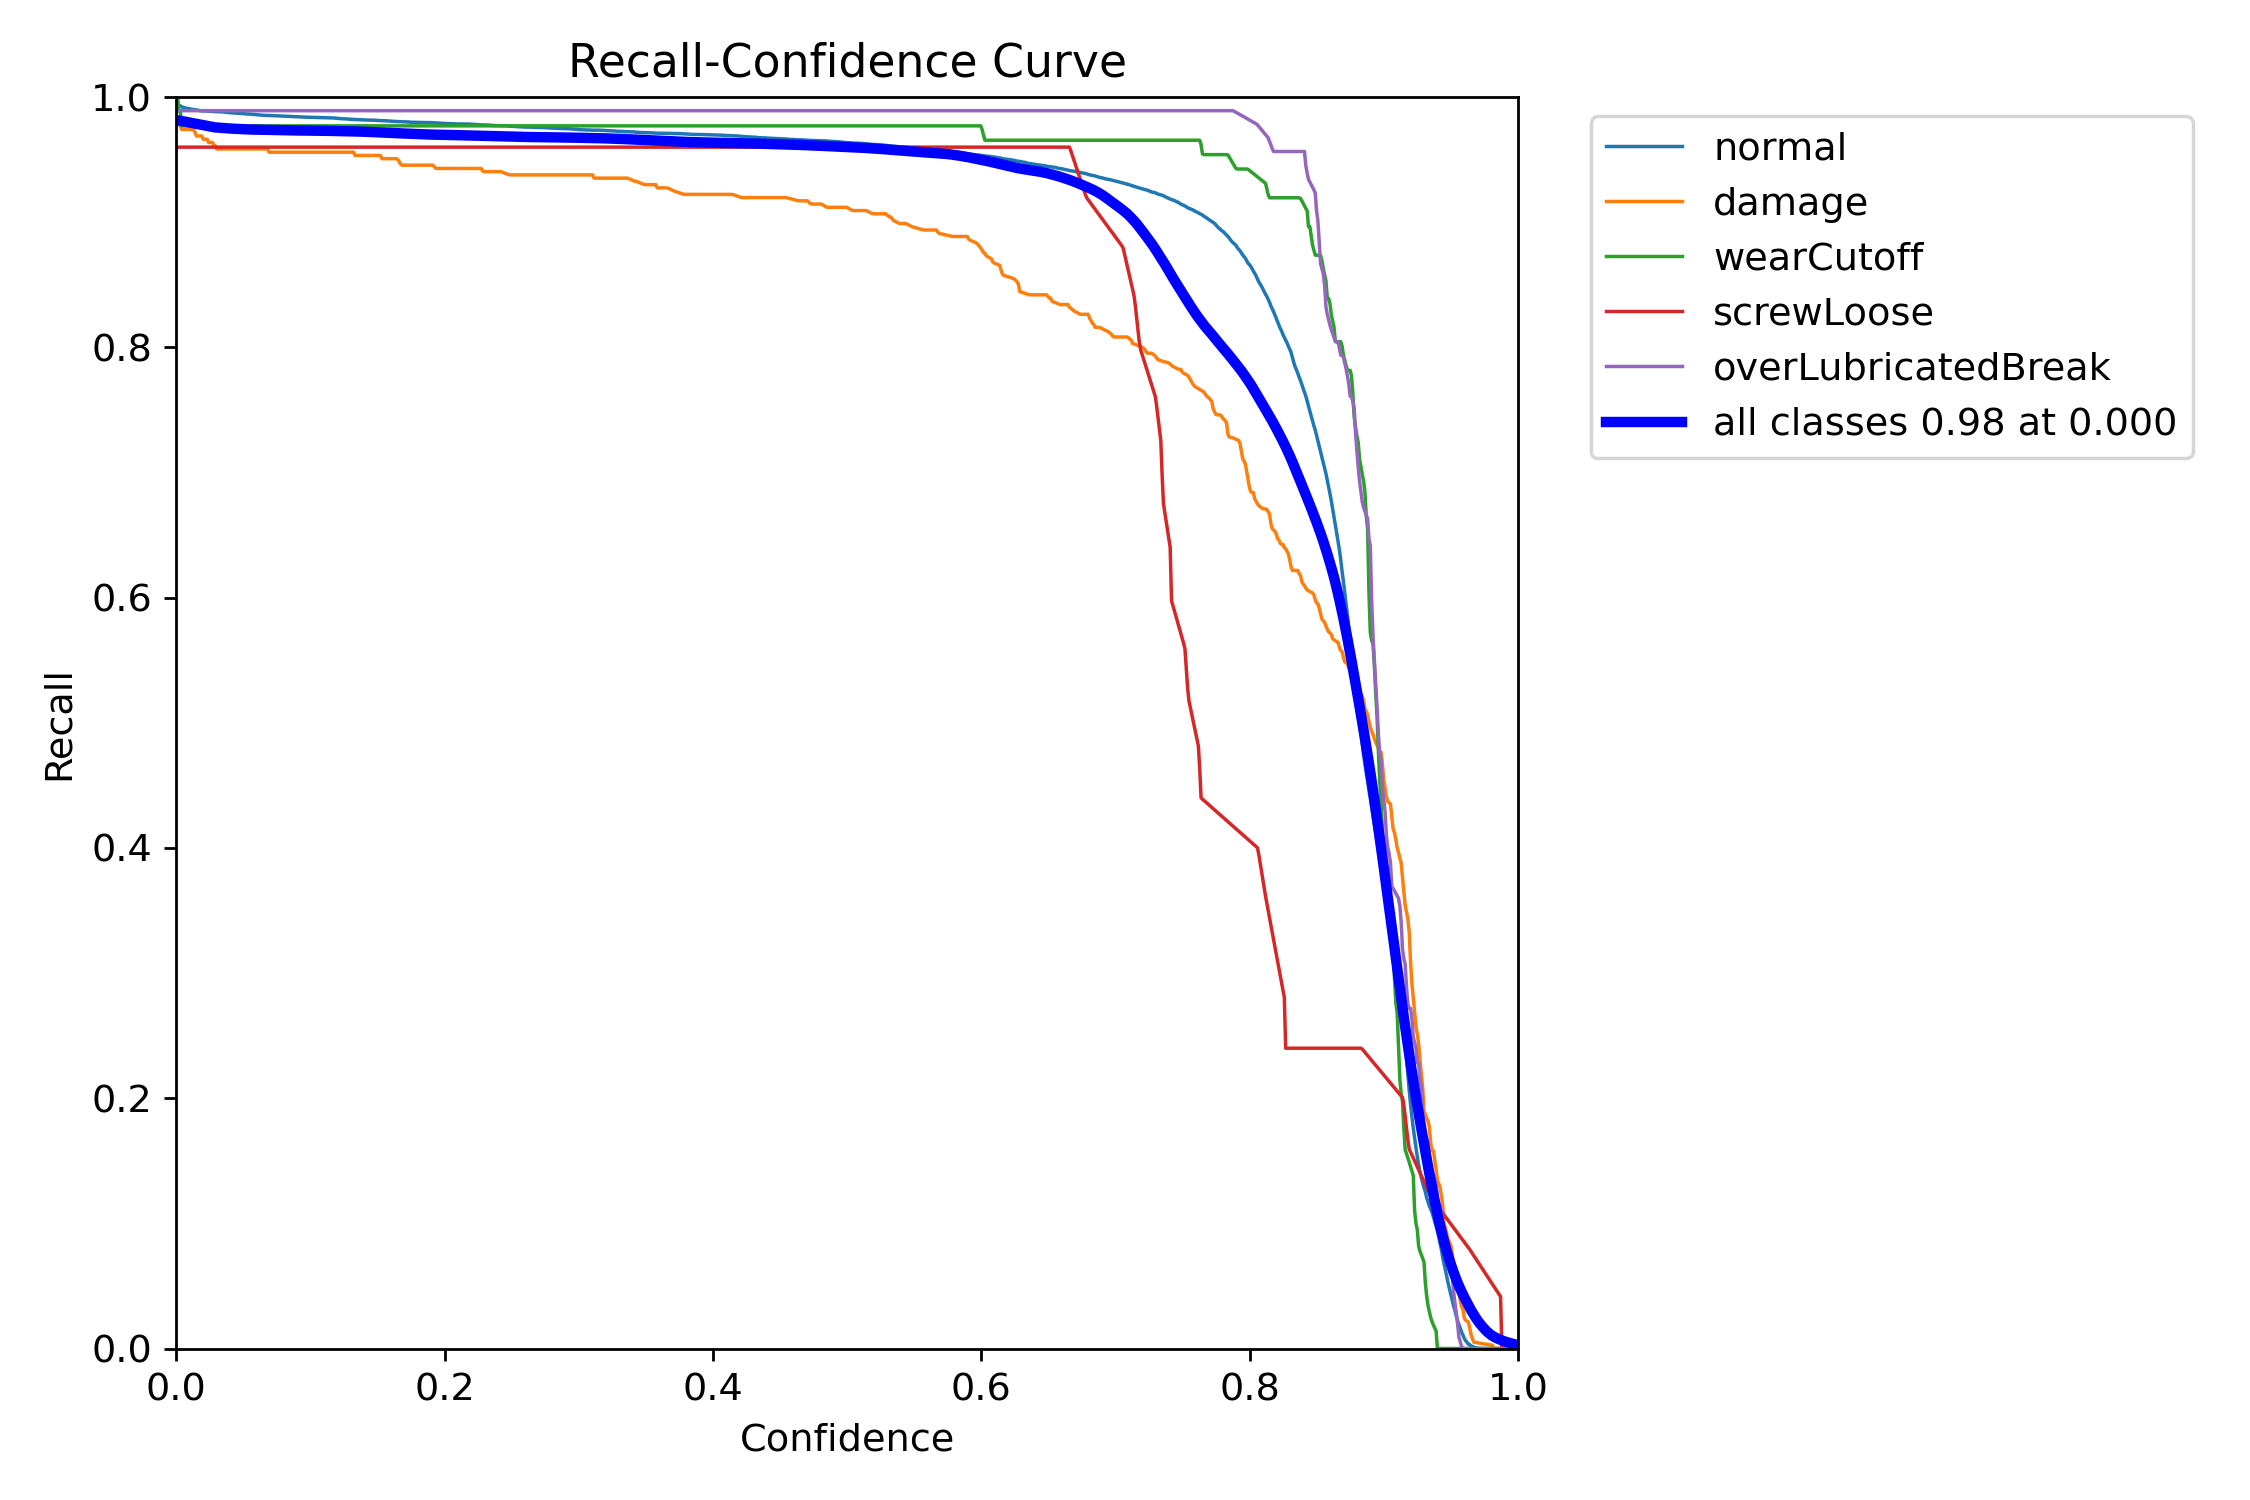 Recall-Confidence Curve
1.0
0.8
0.6
0.4
0.2
0.0
Recall
0.0 0.2 0.4 0.6 0.8 1.0
Confidence
normal
damage
wearCutoff
screwLoose
overLubricatedBreak
all classes 0.98 at 0.000